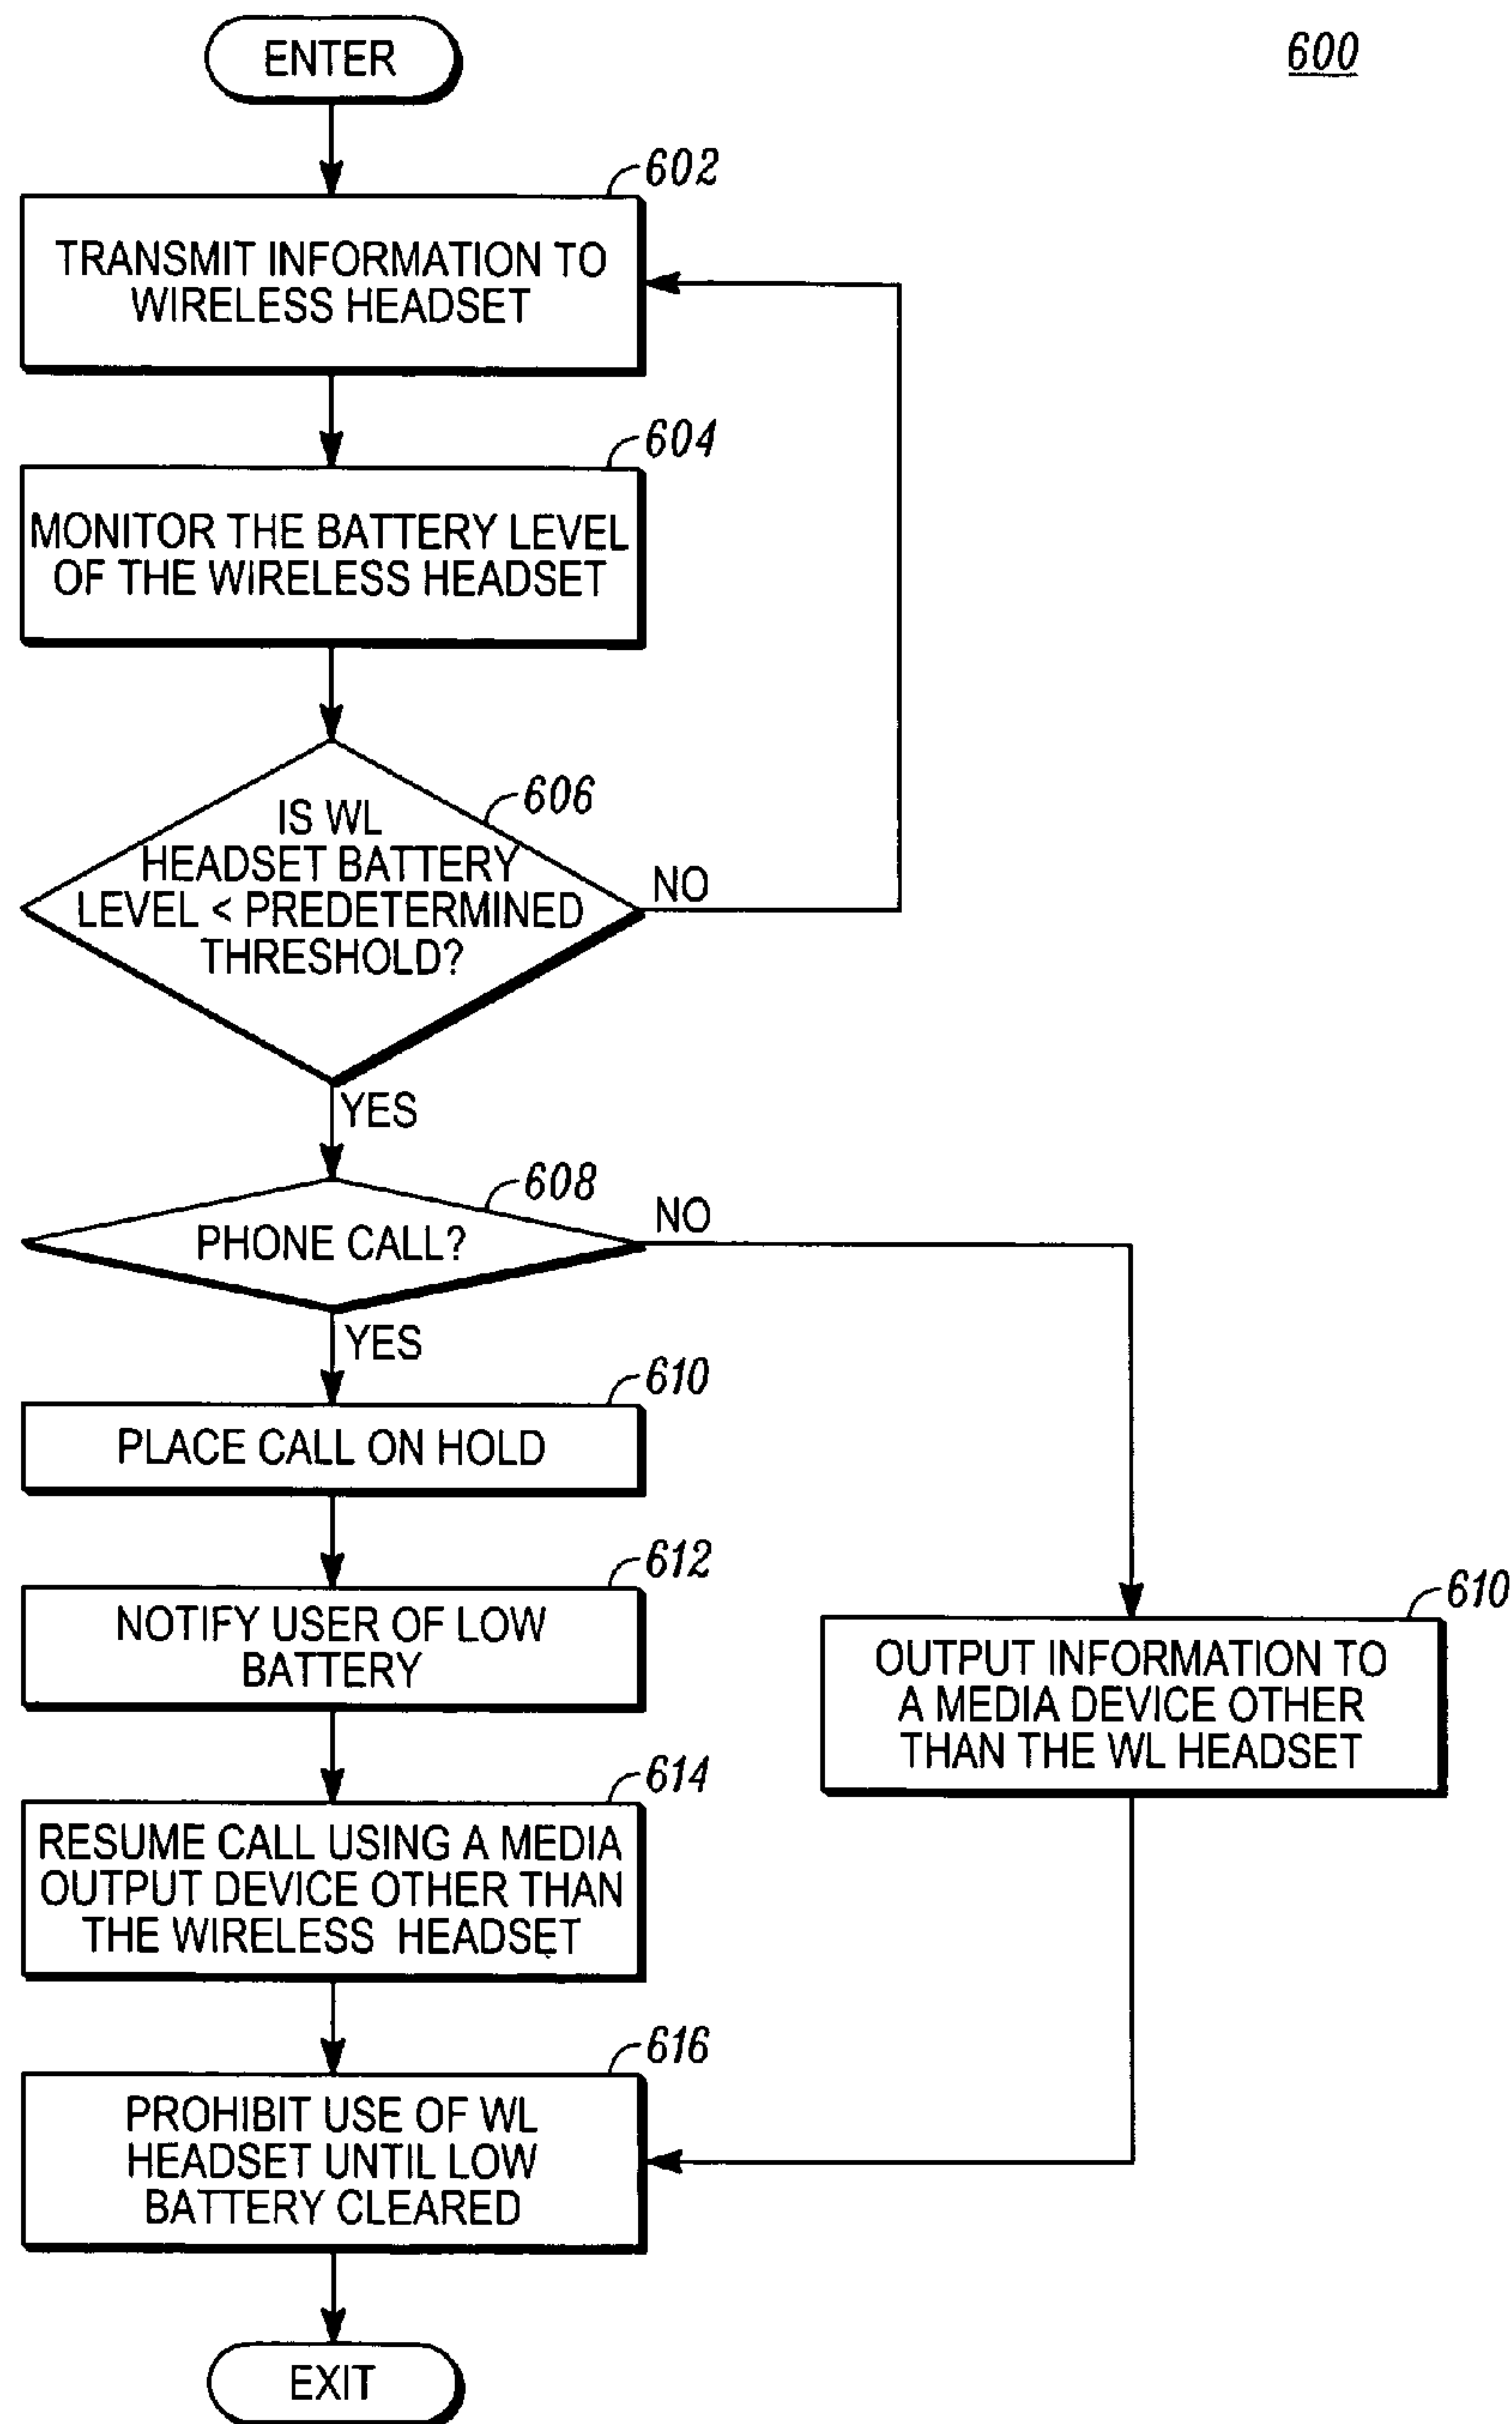 ENTER
600
602
TRANSMIT INFORMATION TO
WIRELESS HEADSET
604
MONITOR THE BATTERY LEVEL
OF THE WIRELESS HEADSET
606
IS WL
HEADSET BATTERY
LEVEL < PREDETERMINED
THRESHOLD?
NO
YES
608
PHONE CALL?
NO
YES
610
PLACE CALL ON HOLD
612
NOTIFY USER OF LOW
BATTERY
610
OUTPUT INFORMATION TO
A MEDIA DEVICE OTHER
THAN THE WL HEADSET
614
RESUME CALL USING A MEDIA
OUTPUT DEVICE OTHER THAN
THE WIRELESS HEADSET
616
PROHIBIT USE OF WL
HEADSET UNTIL LOW
BATTERY CLEARED
EXIT